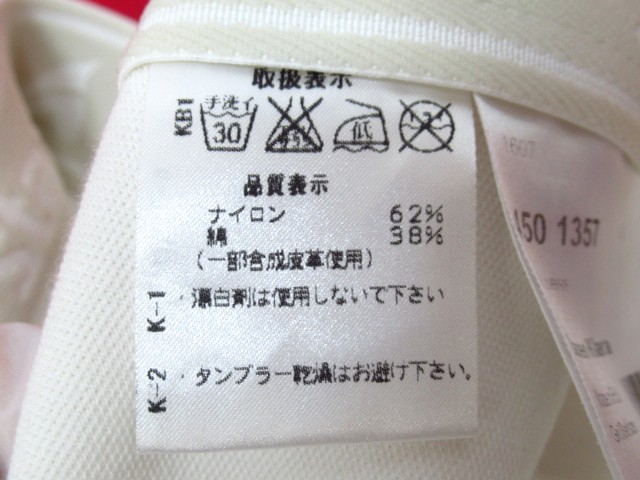 取扱表示
KB1
手洗イ
30
低
品質表示
ナイロン 62%
綿 38%
(一部合成皮革使用)
K-1 ・漂白剤は使用しないで下さい
K-2 ・タンブラー乾燥はお避け下さい。
1607
450 1357